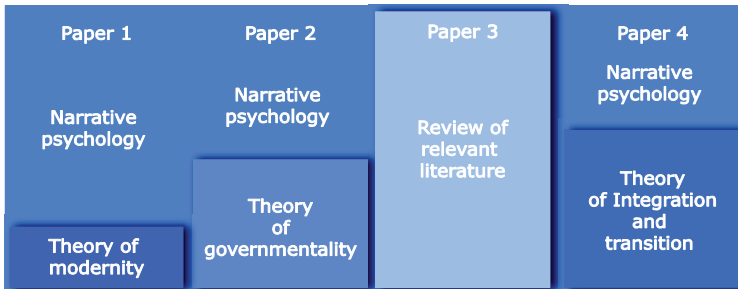 Paper 1
Narrative
psychology
Theory of
modernity
Paper 2
Narrative
psychology
Theory
of
governmentality
Paper 3
Review of
relevant
literature
Paper 4
Narrative
psychology
Theory
of Integration
and
transition